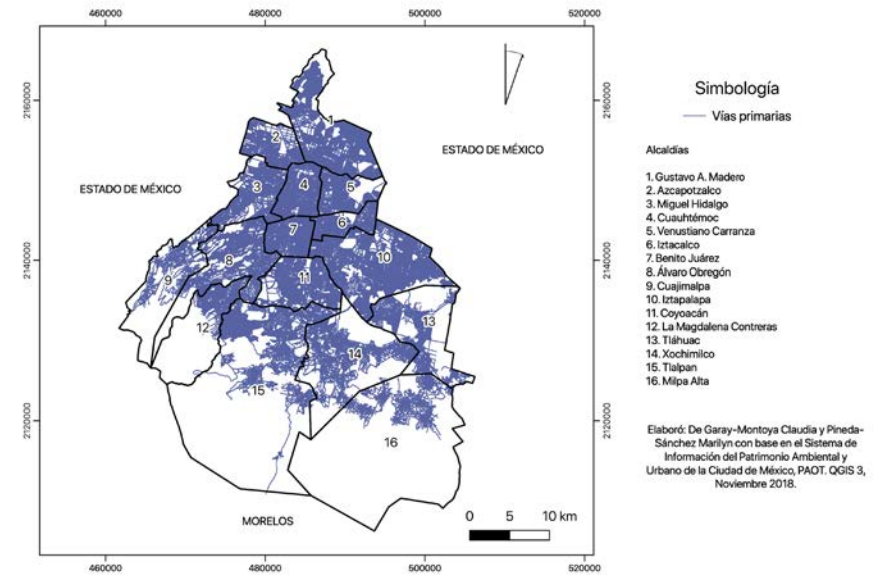 460000
480000
500000
520000
2160000
2160000
Simbología
Vías primarias
1
2
ESTADO DE MÉXICO
Alcaldías
ESTADO DE MÉXICO
3
4
5
1. Gustavo A. Madero
2. Azcapotzalco
3. Miguel Hidalgo
4. Cuauhtémoc
5. Venustiano Carranza
6. Iztacalco
7. Benito Juárez
8. Álvaro Obregón
9. Cuajimalpa
10. Iztapalapa
11. Coyoacán
12. La Magdalena Contreras
13. Tláhuac
14. Xochimilco
15. Tlalpan
16. Milpa Alta
6
7
2140000
2140000
8
10
9
11
12
13
14
15
2120000
2120000
16
Elaboró: De Garay-Montoya Claudia y Pineda-
Sánchez Marilyn con base en el Sistema de
Información del Patrimonio Ambiental y
Urbano de la Ciudad de México, PAOT. QGIS 3,
Noviembre 2018.
MORELOS
0 5 10 km
460000
480000
500000
520000